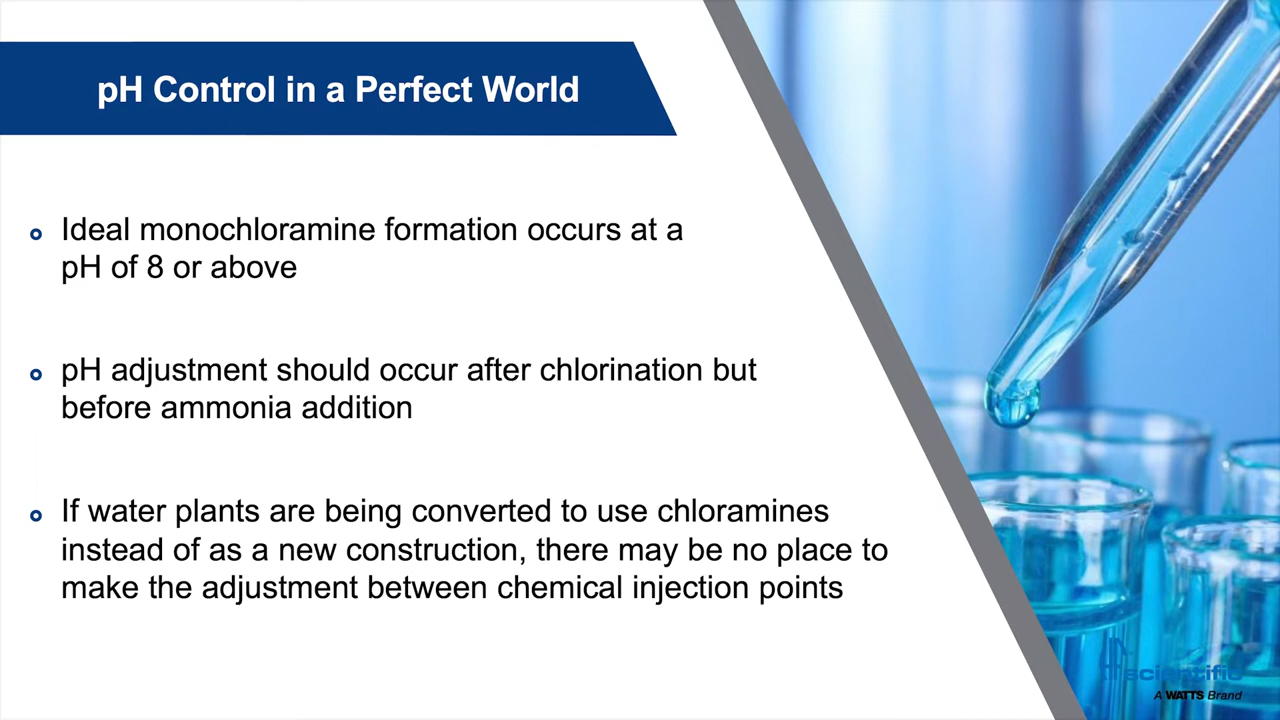 pH Control in a Perfect World
Ideal monochloramine formation occurs at a
pH of 8 or above
pH adjustment should occur after chlorination but
before ammonia addition
If water plants are being converted to use chloramines
instead of as a new construction, there may be no place to
make the adjustment between chemical injection points
scientific
A WATTS Brand